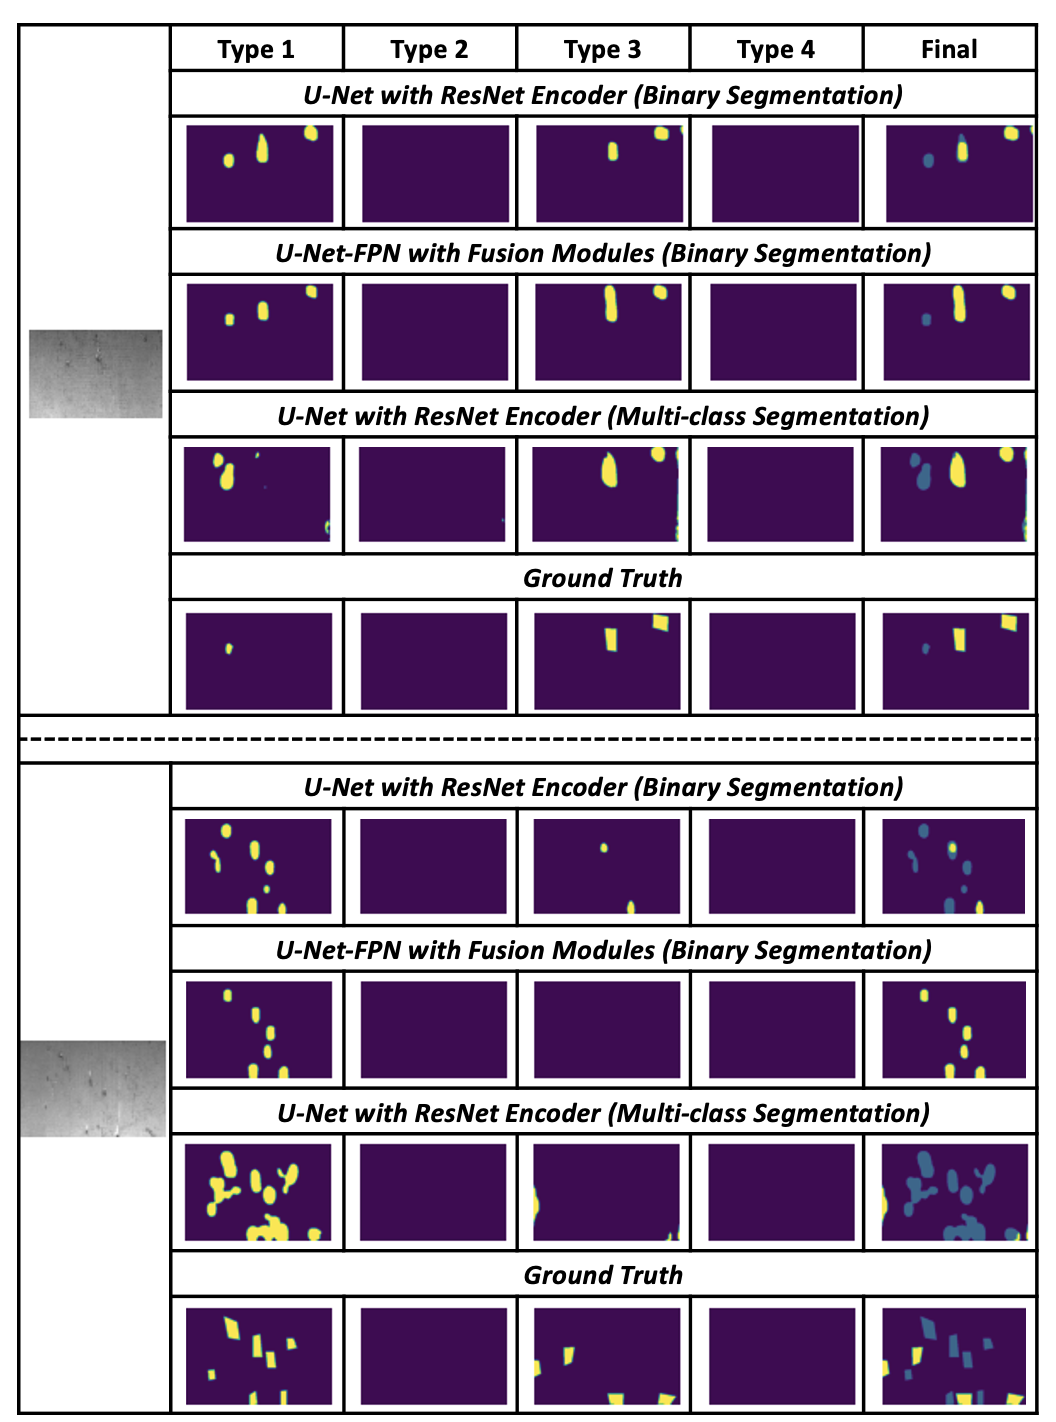 Type 1 Type 2 Type 3 Type 4 Final
U-Net with ResNet Encoder (Binary Segmentation)
U-Net-FPN with Fusion Modules (Binary Segmentation)
U-Net with ResNet Encoder (Multi-class Segmentation)
Ground Truth
U-Net with ResNet Encoder (Binary Segmentation)
U-Net-FPN with Fusion Modules (Binary Segmentation)
U-Net with ResNet Encoder (Multi-class Segmentation)
Ground Truth